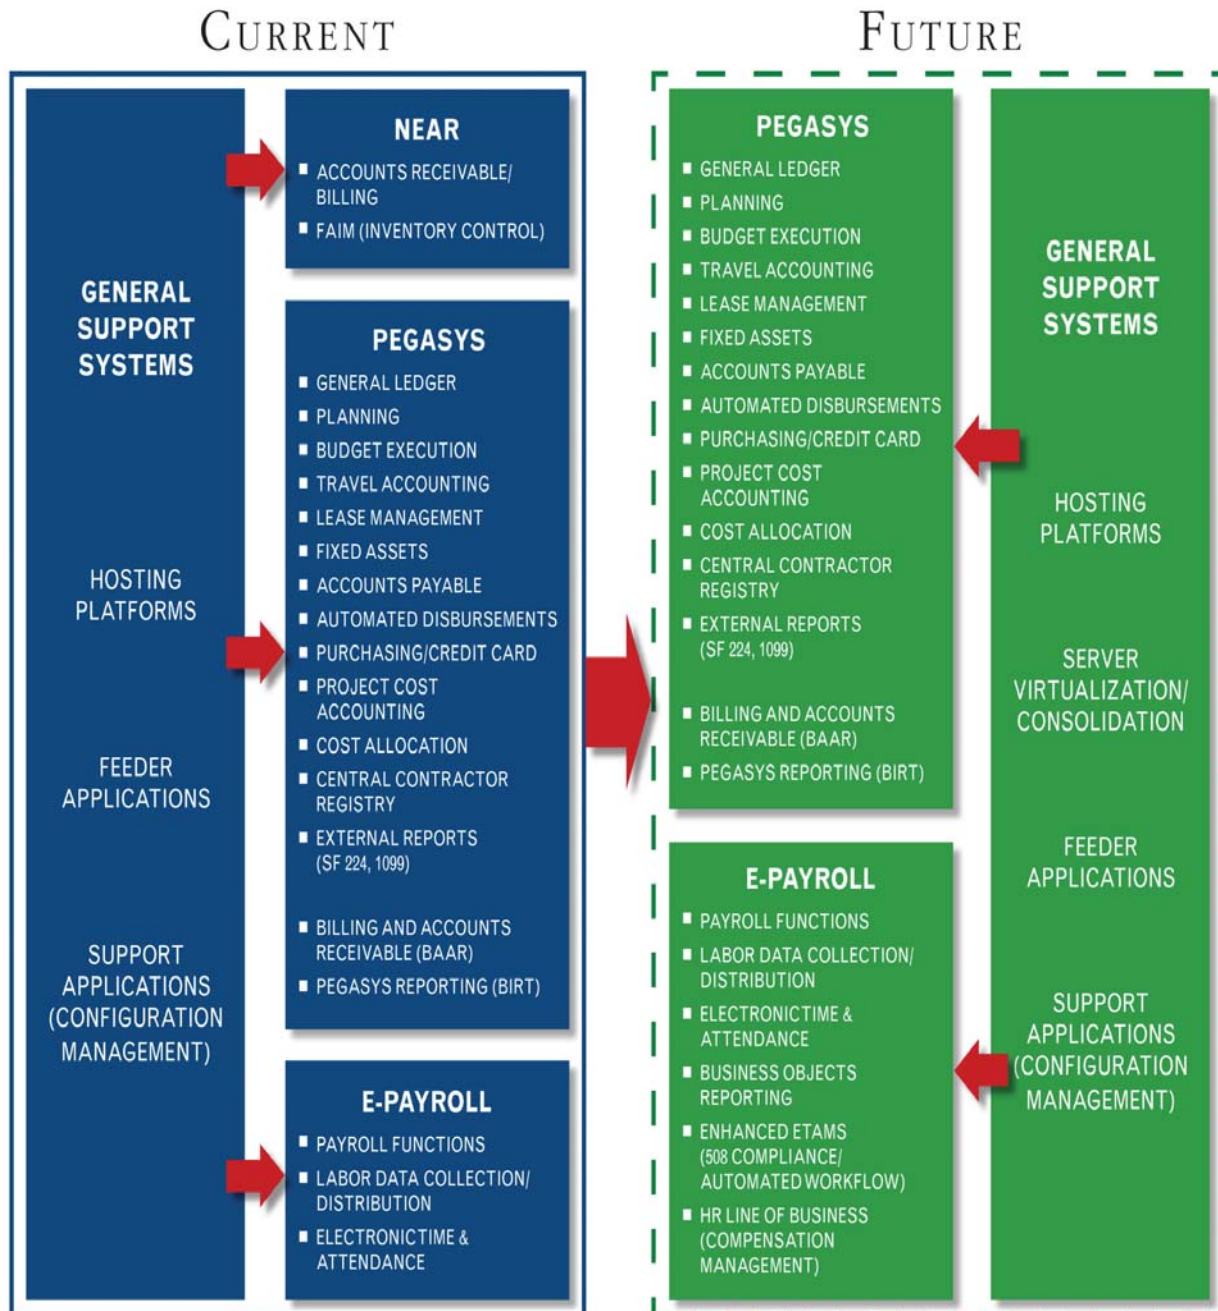 CURRENT
GENERAL
SUPPORT
SYSTEMS
HOSTING
PLATFORMS
FEEDER
APPLICATIONS
SUPPORT
APPLICATIONS
(CONFIGURATION
MANAGEMENT)
NEAR
ACCOUNTS RECEIVABLE/
BILLING
FAIM (INVENTORY CONTROL)
PEGASYS
GENERAL LEDGER
PLANNING
BUDGET EXECUTION
TRAVEL ACCOUNTING
LEASE MANAGEMENT
FIXED ASSETS
ACCOUNTS PAYABLE
AUTOMATED DISBURSEMENTS
PURCHASING/CREDIT CARD
PROJECT COST
ACCOUNTING
COST ALLOCATION
CENTRAL CONTRACTOR
REGISTRY
EXTERNAL REPORTS
(SF 224, 1099)
BILLING AND ACCOUNTS
RECEIVABLE (BAAR)
PEGASYS REPORTING (BIRT)
E-PAYROLL
PAYROLL FUNCTIONS
LABOR DATA COLLECTION/
DISTRIBUTION
ELECTRONICTIME &
ATTENDANCE
FUTURE
PEGASYS
GENERAL LEDGER
PLANNING
BUDGET EXECUTION
TRAVEL ACCOUNTING
LEASE MANAGEMENT
FIXED ASSETS
ACCOUNTS PAYABLE
AUTOMATED DISBURSEMENTS
PURCHASING/CREDIT CARD
PROJECT COST
ACCOUNTING
COST ALLOCATION
CENTRAL CONTRACTOR
REGISTRY
EXTERNAL REPORTS
(SF 224, 1099)
BILLING AND ACCOUNTS
RECEIVABLE (BAAR)
PEGASYS REPORTING (BIRT)
E-PAYROLL
PAYROLL FUNCTIONS
LABOR DATA COLLECTION/
DISTRIBUTION
ELECTRONICTIME &
ATTENDANCE
BUSINESS OBJECTS
REPORTING
ENHANCED ETAMS
(508 COMPLIANCE/
AUTOMATED WORKFLOW)
HR LINE OF BUSINESS
(COMPENSATION
MANAGEMENT)
GENERAL
SUPPORT
SYSTEMS
HOSTING
PLATFORMS
SERVER
VIRTUALIZATION/
CONSOLIDATION
FEEDER
APPLICATIONS
SUPPORT
APPLICATIONS
(CONFIGURATION
MANAGEMENT)